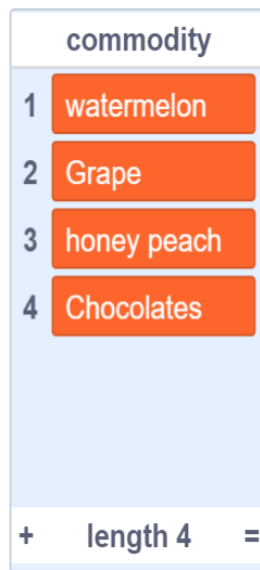 commodity
1 watermelon
2 Grape
3 honey peach
4 Chocolates
+ length 4 =